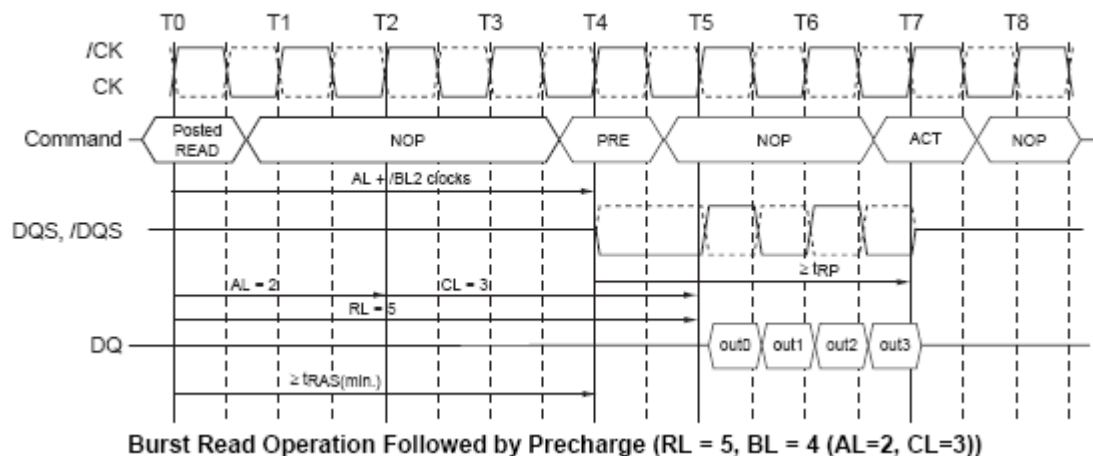 T0 T1 T2 T3 T4 T5 T6 T7 T8
/CK
CK
Command
Posted
READ
NOP
PRE
NOP
ACT
NOP
AL + /BL2 clocks
DQS, /DQS
≥ tRP
AL = 2
CL = 3
RL = 5
DQ
out0 out1 out2 out3
≥ tRAS(min.)
Burst Read Operation Followed by Precharge (RL = 5, BL = 4 (AL=2, CL=3))